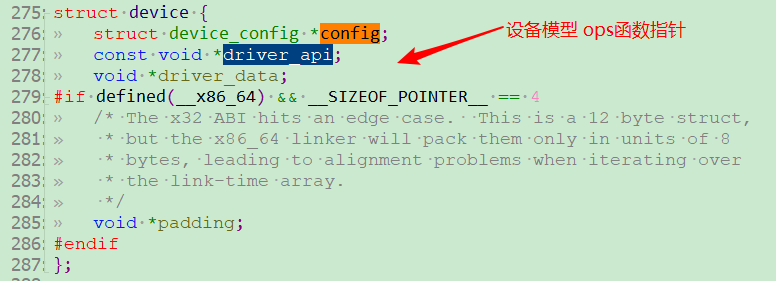 275 struct device {
276 » struct device_config *config;
277 » const void *driver_api;
设备模型 ops函数指针
278 » void *driver_data;
279 #if defined(__x86_64) && __SIZEOF_POINTER__ == 4
280 » /* The x32 ABI hits an edge case.  This is a 12 byte struct,
281 »  * but the x86_64 linker will pack them only in units of 8
282 »  * bytes, leading to alignment problems when iterating over
283 »  * the link-time array.
284 »  */
285 » void *padding;
286 #endif
287 };
288